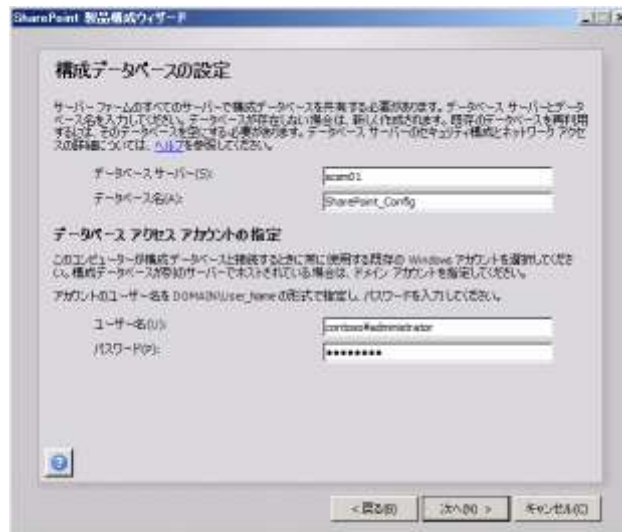 SharePoint 製品構成ウィザード
構成データベースの設定
サーバー ファームのすべてのサーバーで構成データベースを共有する必要があります。データベース サーバーとデータ
ベース名を入力してください。データベースが存在しない場合は、新しく作成されます。既存のデータベースを再利用
するには、そのデータベースを空にする必要があります。データベース サーバーのセキュリティ構成とネットワーク アクセ
スの詳細については、ヘルプを参照してください。
データベース サーバー(S):
データベース名(A): SharePoint_Config
データベース アクセス アカウントの指定
このコンピューターが構成データベースと接続するときに常に使用する既存の Windows アカウントを選択してくださ
い。構成データベースが別のサーバーでホストされている場合は、ドメイン アカウントを指定してください。
アカウントのユーザー名を DOMAIN\User_Name の形式で指定し、パスワードを入力してください。
ユーザー名(U): contoso¥administrator
パスワード(P): ●●●●●●●●
< 戻る(B) 次へ(N) > キャンセル(C)